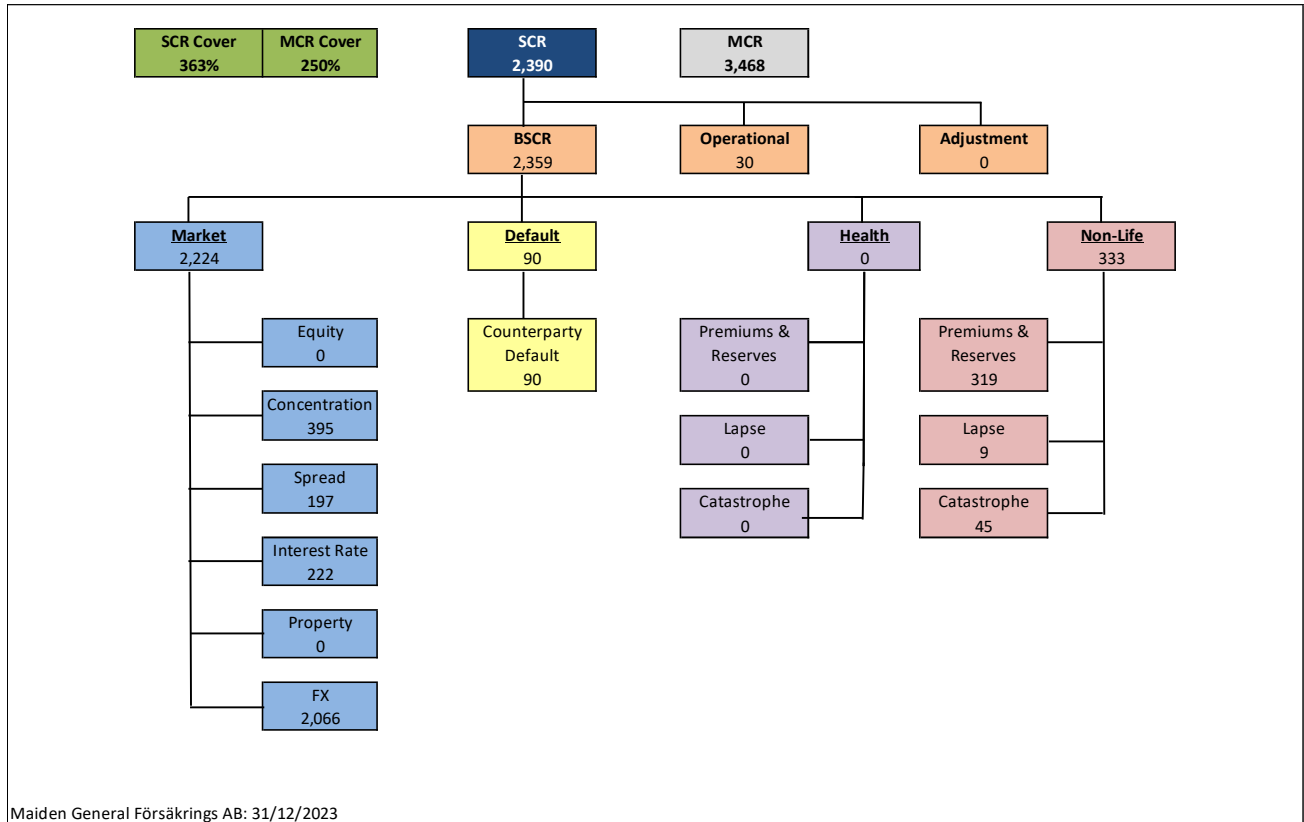 SCR Cover
363%
MCR Cover
250%
SCR
2,390
MCR
3,468
BSCR
2,359
Operational
30
Adjustment
0
Market
2,224
Default
90
Health
0
Non-Life
333
Equity
0
Concentration
395
Spread
197
Interest Rate
222
Property
0
FX
2,066
Counterparty
Default
90
Premiums &
Reserves
0
Lapse
0
Catastrophe
0
Premiums &
Reserves
319
Lapse
9
Catastrophe
45
Maiden General Försäkrings AB: 31/12/2023